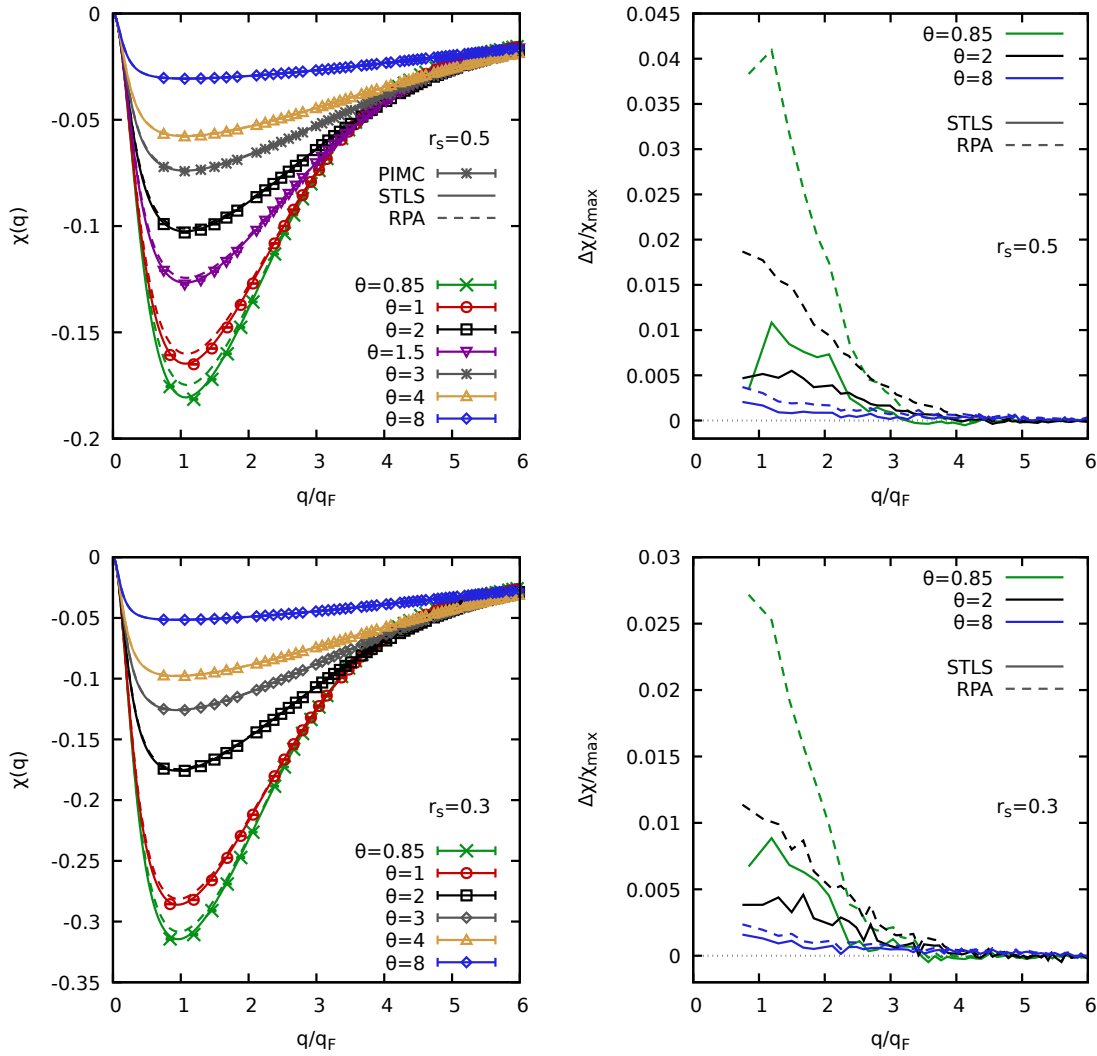 0
-0.05
-0.1
-0.15
-0.2
0 1 2 3 4 5 6
χ(q)
q/q_F
r_s=0.5
PIMC
STLS
RPA
θ=0.85
θ=1
θ=2
θ=1.5
θ=3
θ=4
θ=8
0.045
0.04
0.035
0.03
0.025
0.02
0.015
0.01
0.005
0
0 1 2 3 4 5 6
Δχ/χ_max
q/q_F
θ=0.85
θ=2
θ=8
STLS
RPA
r_s=0.5
0
-0.05
-0.1
-0.15
-0.2
-0.25
-0.3
-0.35
0 1 2 3 4 5 6
χ(q)
q/q_F
r_s=0.3
θ=0.85
θ=1
θ=2
θ=3
θ=4
θ=8
0.03
0.025
0.02
0.015
0.01
0.005
0
0 1 2 3 4 5 6
Δχ/χ_max
q/q_F
θ=0.85
θ=2
θ=8
STLS
RPA
r_s=0.3